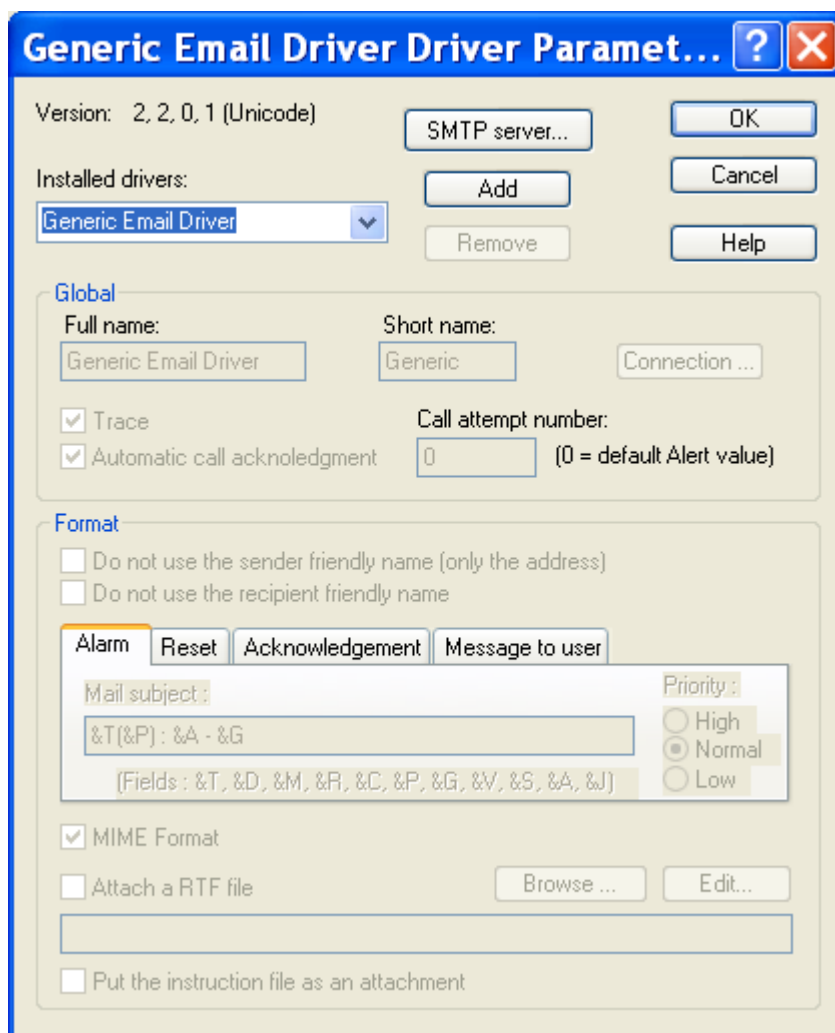 Generic Email Driver Driver Paramet...
Version: 2, 2, 0, 1 (Unicode)
SMTP server...
OK
Installed drivers:
Add
Cancel
Generic Email Driver
Remove
Help
Global
Full name:
Short name:
Generic Email Driver
Generic
Connection ...
Trace
Call attempt number:
Automatic call acknoledgment
0
(0 = default Alert value)
Format
Do not use the sender friendly name (only the address)
Do not use the recipient friendly name
Alarm
Reset
Acknowledgement
Message to user
Mail subject :
Priority :
&T(&P) : &A - &G
High
Normal
(Fields : &T, &D, &M, &R, &C, &P, &G, &V, &S, &A, &J)
Low
MIME Format
Attach a RTF file
Browse ...
Edit...
Put the instruction file as an attachment